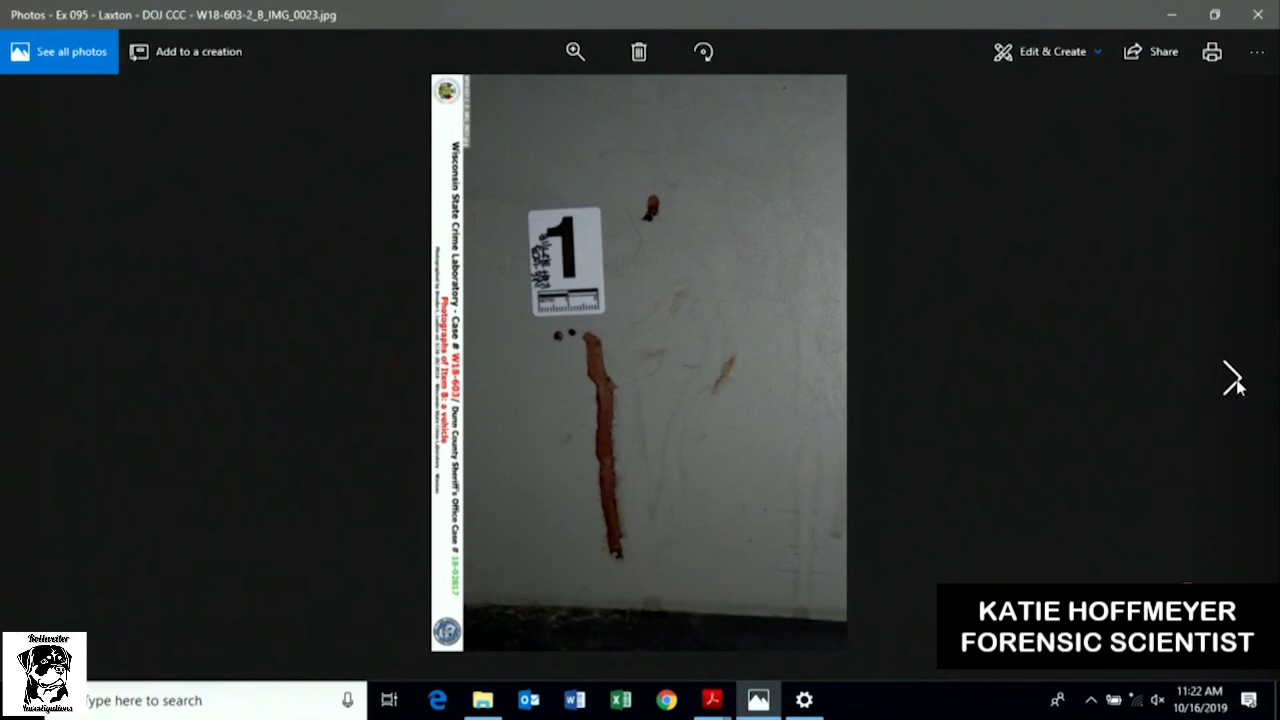 Photos - Ex 095 - Laxton - DOJ CCC - W18-603-2_B_IMG_0023.jpg
See all photos
Add to a creation
Edit & Create
Share
Wisconsin State Crime Laboratory - Case # W18-603/ Dunn County Sheriff's Office Case # 18-02817
Photographs of Item B: a vehicle
1
KATIE HOFFMEYER
FORENSIC SCIENTIST
Rottweiler
Investigations
Type here to search
11:22 AM
10/16/2019